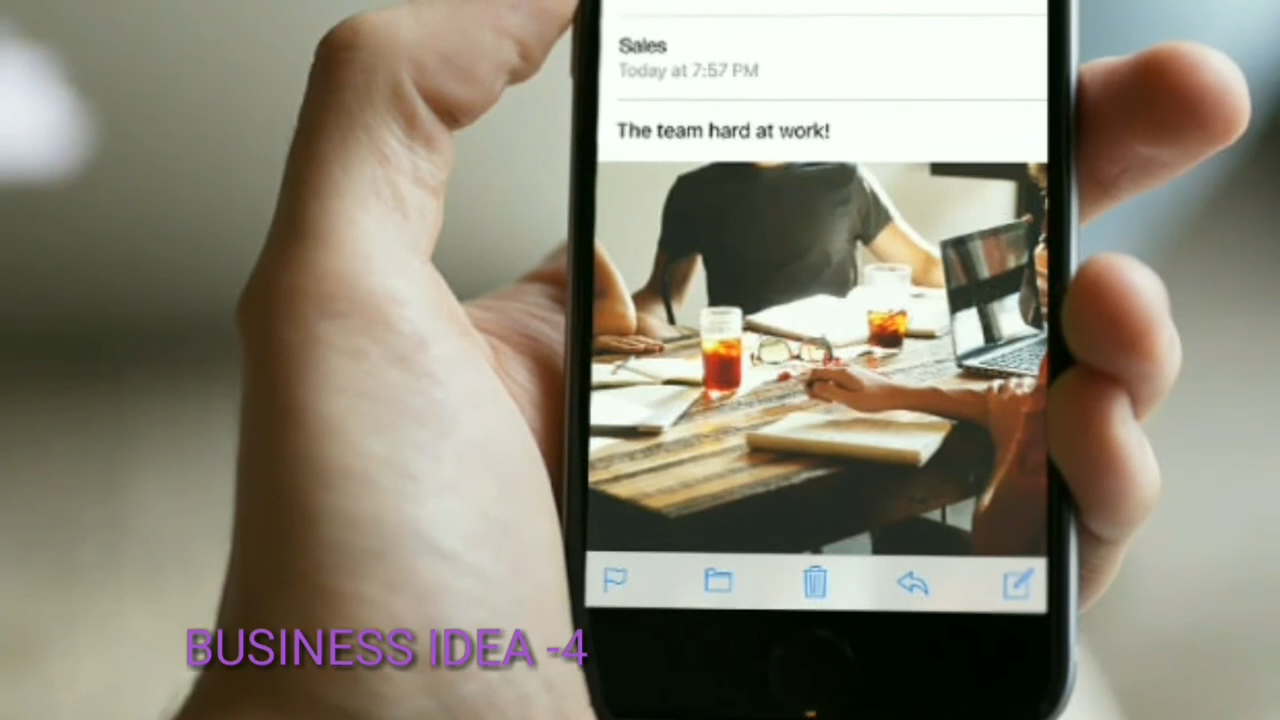 Sales
Today at 7:57 PM
The team hard at work!
BUSINESS IDEA -4